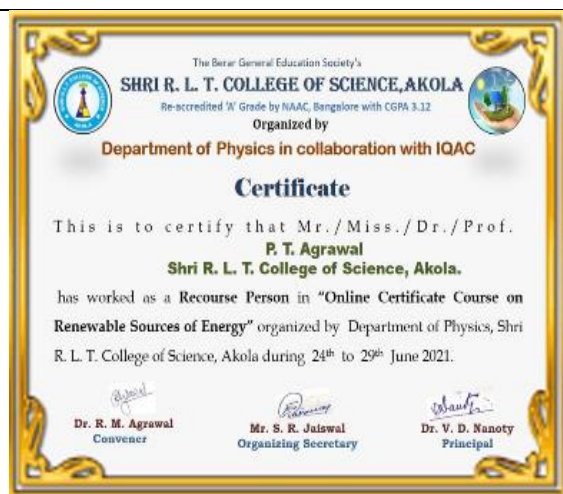 The Berar General Education Society's
SHRI R. L. T. COLLEGE OF SCIENCE,AKOLA
Re-accredited 'A' Grade by NAAC, Bangalore with CGPA 3.12
Organized by
Department of Physics in collaboration with IQAC
Certificate
This is to certify that Mr./Miss./Dr./Prof.
P. T. Agrawal
Shri R. L. T. College of Science, Akola.
has worked as a Recourse Person in "Online Certificate Course on
Renewable Sources of Energy" organized by Department of Physics, Shri
R. L. T. College of Science, Akola during 24th to 29th June 2021.
Dr. R. M. Agrawal
Convener
Mr. S. R. Jaiswal
Organizing Secretary
Dr. V. D. Nanoty
Principal